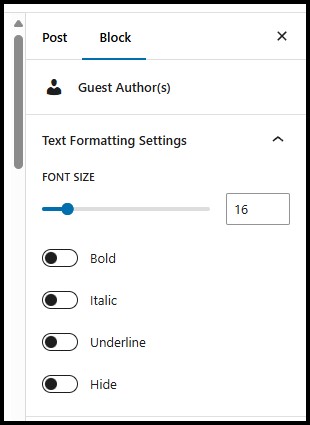 Post Block
Guest Author(s)
Text Formatting Settings
FONT SIZE
16
Bold
Italic
Underline
Hide